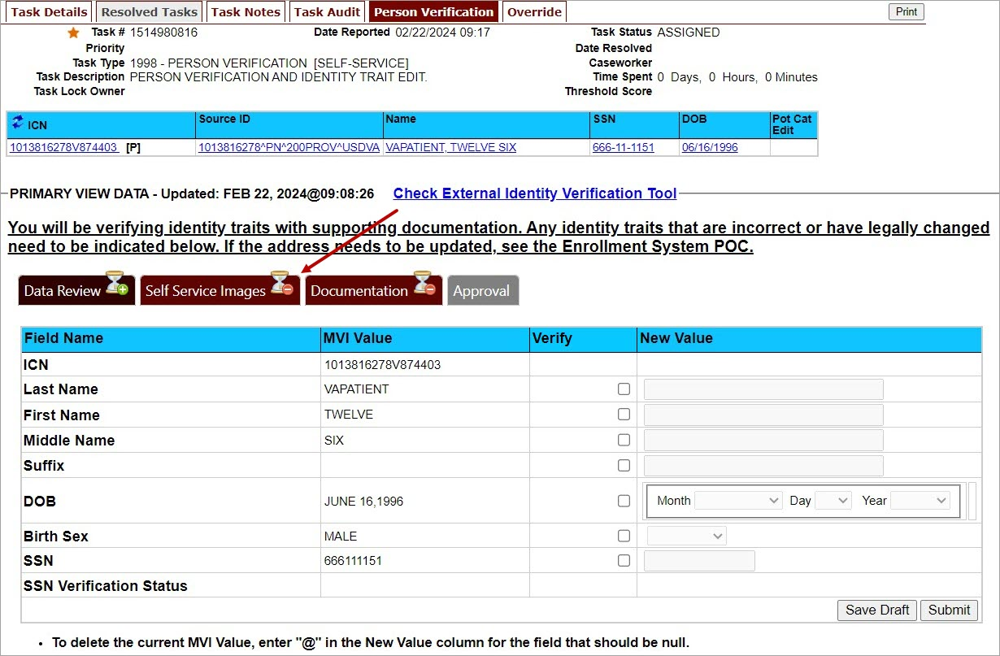 Task Details Resolved Tasks Task Notes Task Audit Person Verification Override Print
Task # 1514980816 Date Reported 02/22/2024 09:17 Task Status ASSIGNED
Priority Date Resolved
Task Type 1998 - PERSON VERIFICATION [SELF-SERVICE] Caseworker
Task Description PERSON VERIFICATION AND IDENTITY TRAIT EDIT. Time Spent 0 Days, 0 Hours, 0 Minutes
Task Lock Owner Threshold Score
ICN Source ID Name SSN DOB Pot Cat
Edit
1013816278V874403 [P] 1013816278^PN^200PROV^USDVA VAPATIENT, TWELVE SIX 666-11-1151 06/16/1996
PRIMARY VIEW DATA - Updated: FEB 22, 2024@09:08:26 Check External Identity Verification Tool
You will be verifying identity traits with supporting documentation. Any identity traits that are incorrect or have legally changed
need to be indicated below. If the address needs to be updated, see the Enrollment System POC.
Data Review Self Service Images Documentation Approval
Field Name MVI Value Verify New Value
ICN 1013816278V874403
Last Name VAPATIENT
First Name TWELVE
Middle Name SIX
Suffix
DOB JUNE 16,1996 Month Day Year
Birth Sex MALE
SSN 666111151
SSN Verification Status
Save Draft Submit
• To delete the current MVI Value, enter "@" in the New Value column for the field that should be null.